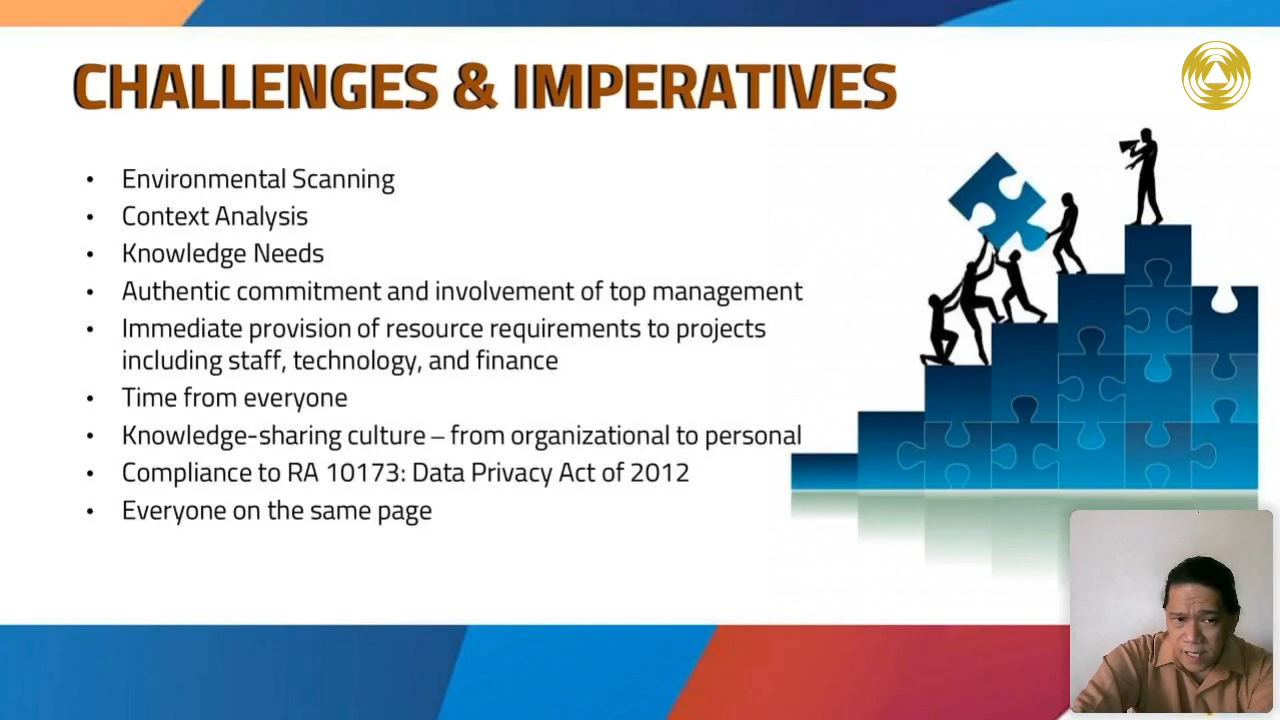 CHALLENGES & IMPERATIVES
• Environmental Scanning
• Context Analysis
• Knowledge Needs
• Authentic commitment and involvement of top management
• Immediate provision of resource requirements to projects
including staff, technology, and finance
• Time from everyone
• Knowledge-sharing culture – from organizational to personal
• Compliance to RA 10173: Data Privacy Act of 2012
• Everyone on the same page